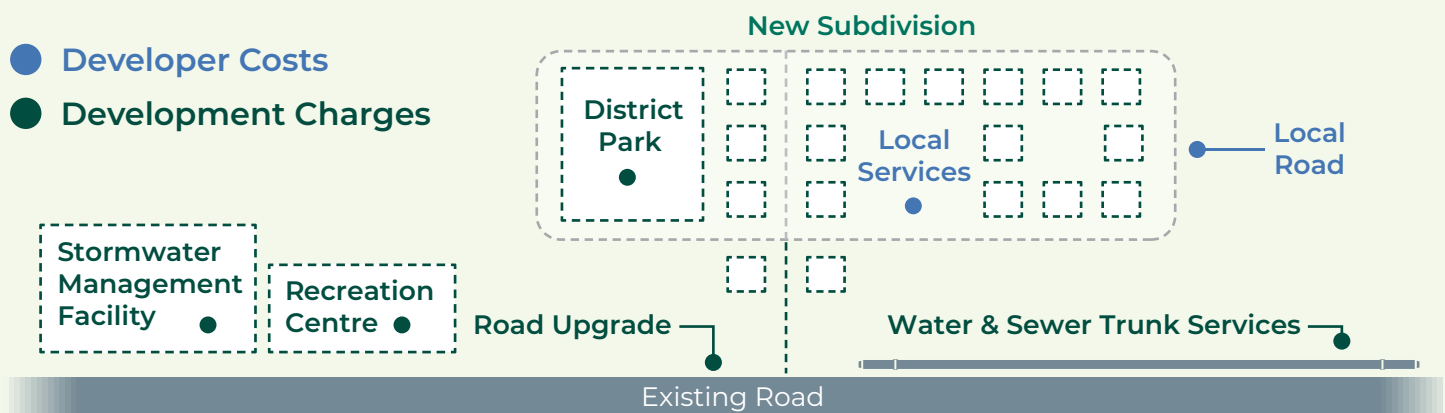 New Subdivision
Developer Costs
Development Charges
District
Park
Local
Services
Local
Road
Stormwater
Management
Facility
Recreation
Centre
Road Upgrade
Water & Sewer Trunk Services
Existing Road